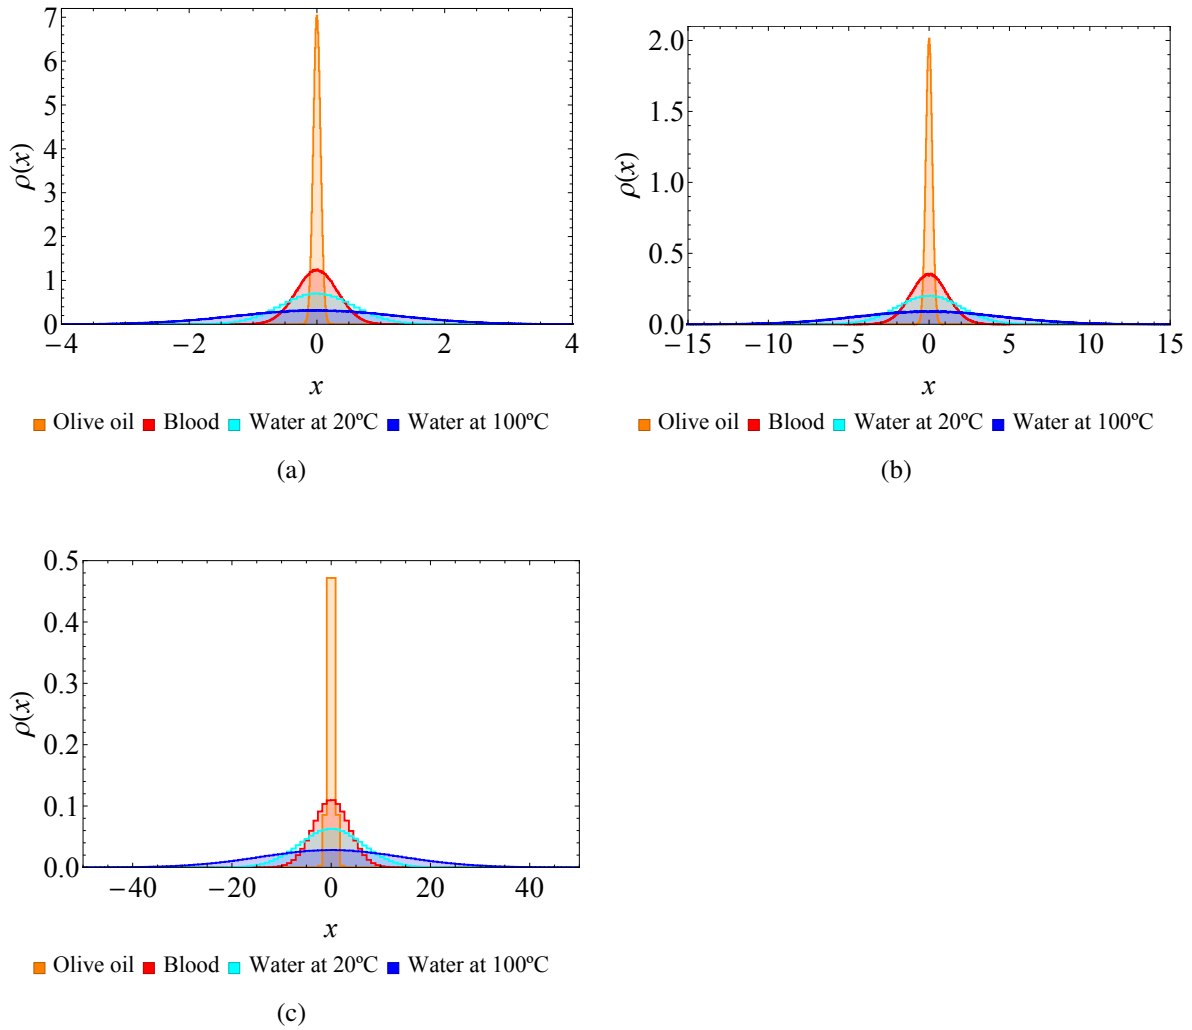 7
6
5
4
3
2
1
0
ρ(x)
−4 −2 0 2 4
x
Olive oil Blood Water at 20ºC Water at 100ºC
(a)
2.0
1.5
1.0
0.5
0.0
ρ(x)
−15 −10 −5 0 5 10 15
x
Olive oil Blood Water at 20ºC Water at 100ºC
(b)
0.5
0.4
0.3
0.2
0.1
0.0
ρ(x)
−40 −20 0 20 40
x
Olive oil Blood Water at 20ºC Water at 100ºC
(c)